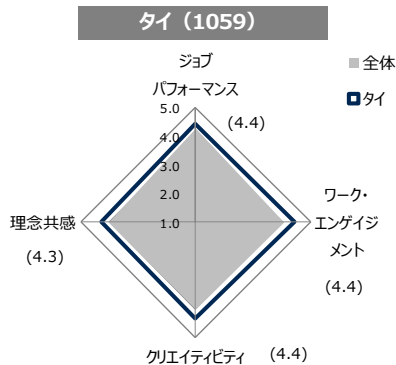 タイ（1059）
ジョブ
パフォーマンス
(4.4)
全体
タイ
5.0
4.0
3.0
2.0
1.0
ワーク・
エンゲイジ
メント
(4.4)
理念共感
(4.3)
クリエイティビティ
(4.4)